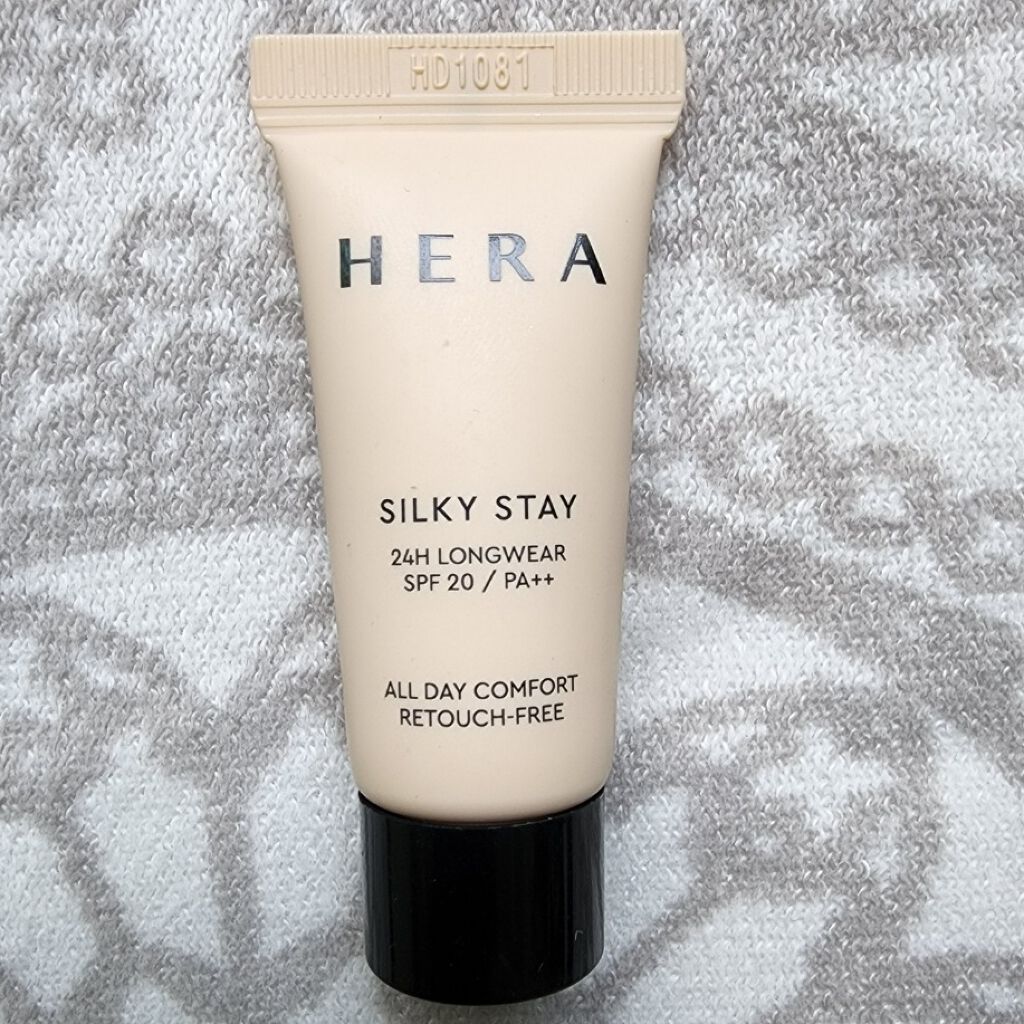 HD1081
HERA
SILKY STAY
24H LONGWEAR
SPF 20 / PA++
ALL DAY COMFORT
RETOUCH-FREE